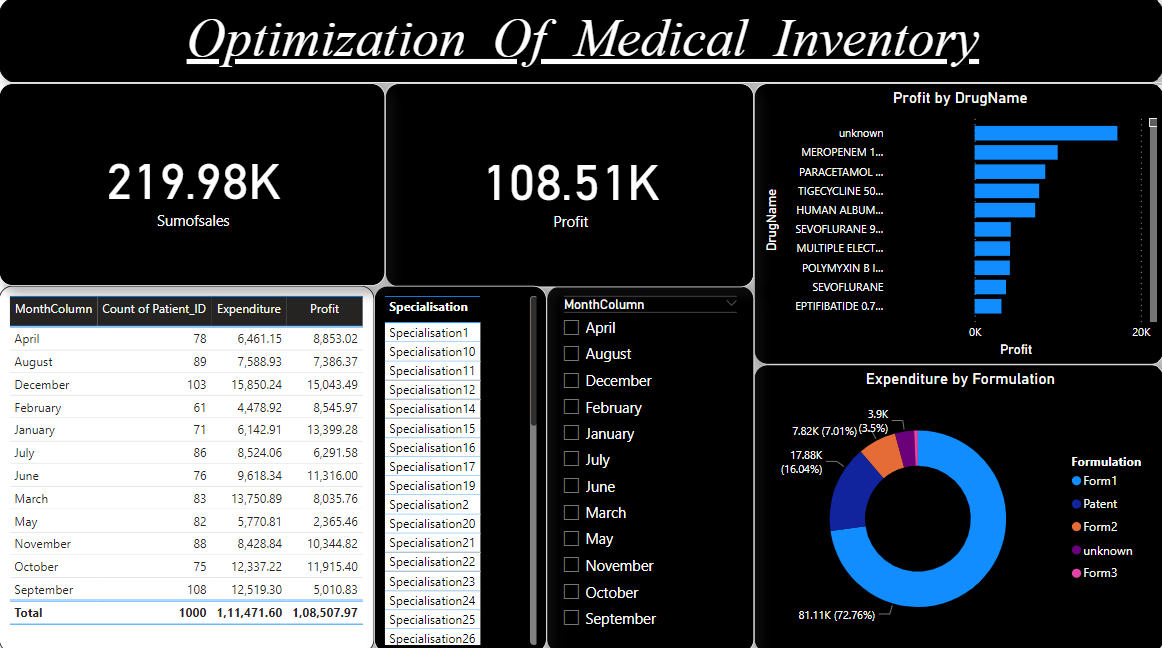 Optimization Of Medical Inventory
219.98K
Sumofsales
108.51K
Profit
Profit by DrugName
DrugName
unknown
MEROPENEM 1...
PARACETAMOL ...
TIGECYCLINE 50...
HUMAN ALBUM...
SEVOFLURANE 9...
MULTIPLE ELECT...
POLYMYXIN B I...
SEVOFLURANE
EPTIFIBATIDE 0.7...
0K 20K
Profit
MonthColumn Count of Patient_ID Expenditure Profit
April 78 6,461.15 8,853.02
August 89 7,588.93 7,386.37
December 103 15,850.24 15,043.49
February 61 4,478.92 8,545.97
January 71 6,142.91 13,399.28
July 86 8,524.06 6,291.58
June 76 9,618.34 11,316.00
March 83 13,750.89 8,035.76
May 82 5,770.81 2,365.46
November 88 8,428.84 10,344.82
October 75 12,337.22 11,915.40
September 108 12,519.30 5,010.83
Total 1000 1,11,471.60 1,08,507.97
Specialisation
Specialisation1
Specialisation10
Specialisation11
Specialisation12
Specialisation14
Specialisation15
Specialisation16
Specialisation17
Specialisation19
Specialisation2
Specialisation20
Specialisation21
Specialisation22
Specialisation23
Specialisation24
Specialisation25
Specialisation26
MonthColumn
April
August
December
February
January
July
June
March
May
November
October
September
Expenditure by Formulation
3.9K
(3.5%)
7.82K (7.01%)
17.88K
(16.04%)
81.11K (72.76%)
Formulation
Form1
Patent
Form2
unknown
Form3